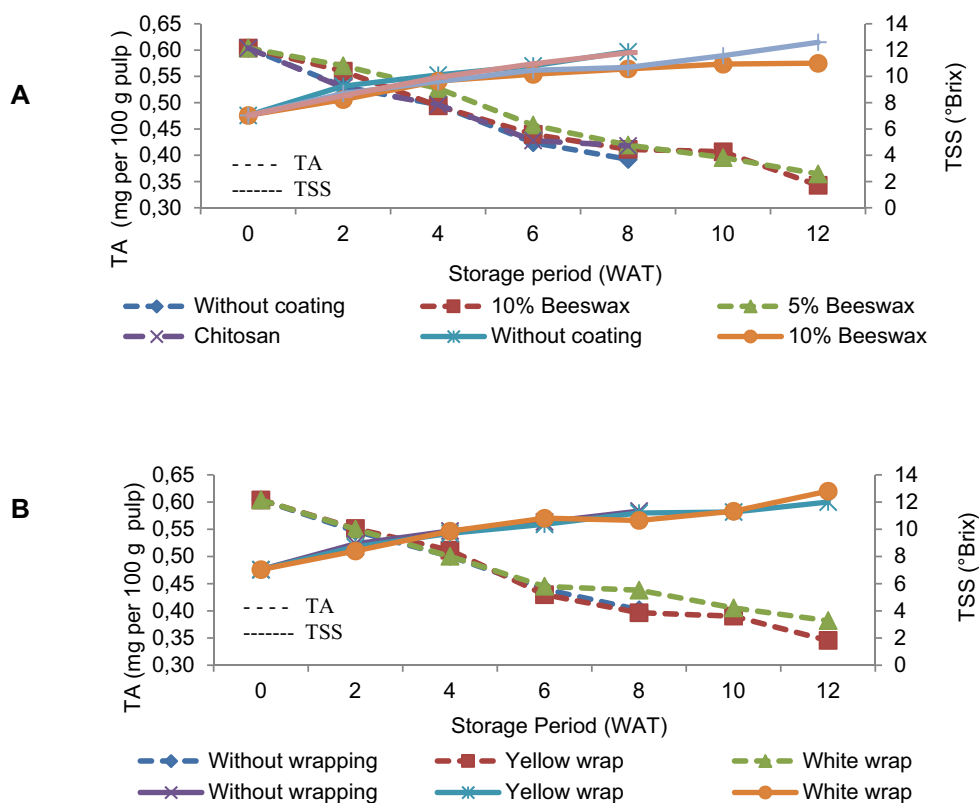 A
TA (mg per 100 g pulp)
0,65
0,60
0,55
0,50
0,45
0,40
0,35
0,30
14
12
10
8
6
4
2
0
TSS (°Brix)
TA
TSS
0 2 4 6 8 10 12
Storage period (WAT)
Without coating 10% Beeswax 5% Beeswax
Chitosan Without coating 10% Beeswax
B
TA (mg per 100 g pulp)
0,65
0,60
0,55
0,50
0,45
0,40
0,35
0,30
14
12
10
8
6
4
2
0
TSS (°Brix)
TA
TSS
0 2 4 6 8 10 12
Storage Period (WAT)
Without wrapping Yellow wrap White wrap
Without wrapping Yellow wrap White wrap